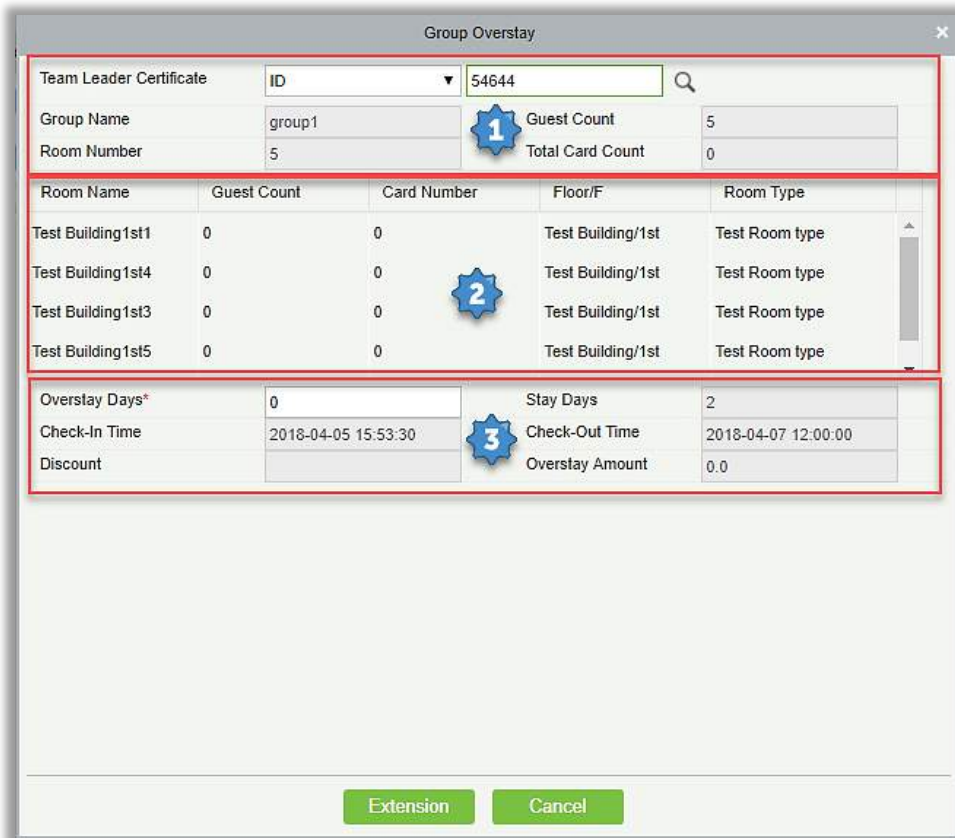 Group Overstay ×
Team Leader Certificate ID ▼ 54644
Group Name group1 Guest Count 5
1
Room Number 5 Total Card Count 0
Room Name Guest Count Card Number Floor/F Room Type
Test Building1st1 0 0 Test Building/1st Test Room type
Test Building1st4 0 0 Test Building/1st Test Room type
2
Test Building1st3 0 0 Test Building/1st Test Room type
Test Building1st5 0 0 Test Building/1st Test Room type
Overstay Days* 0 Stay Days 2
Check-In Time 2018-04-05 15:53:30 Check-Out Time 2018-04-07 12:00:00
3
Discount Overstay Amount 0.0
Extension Cancel